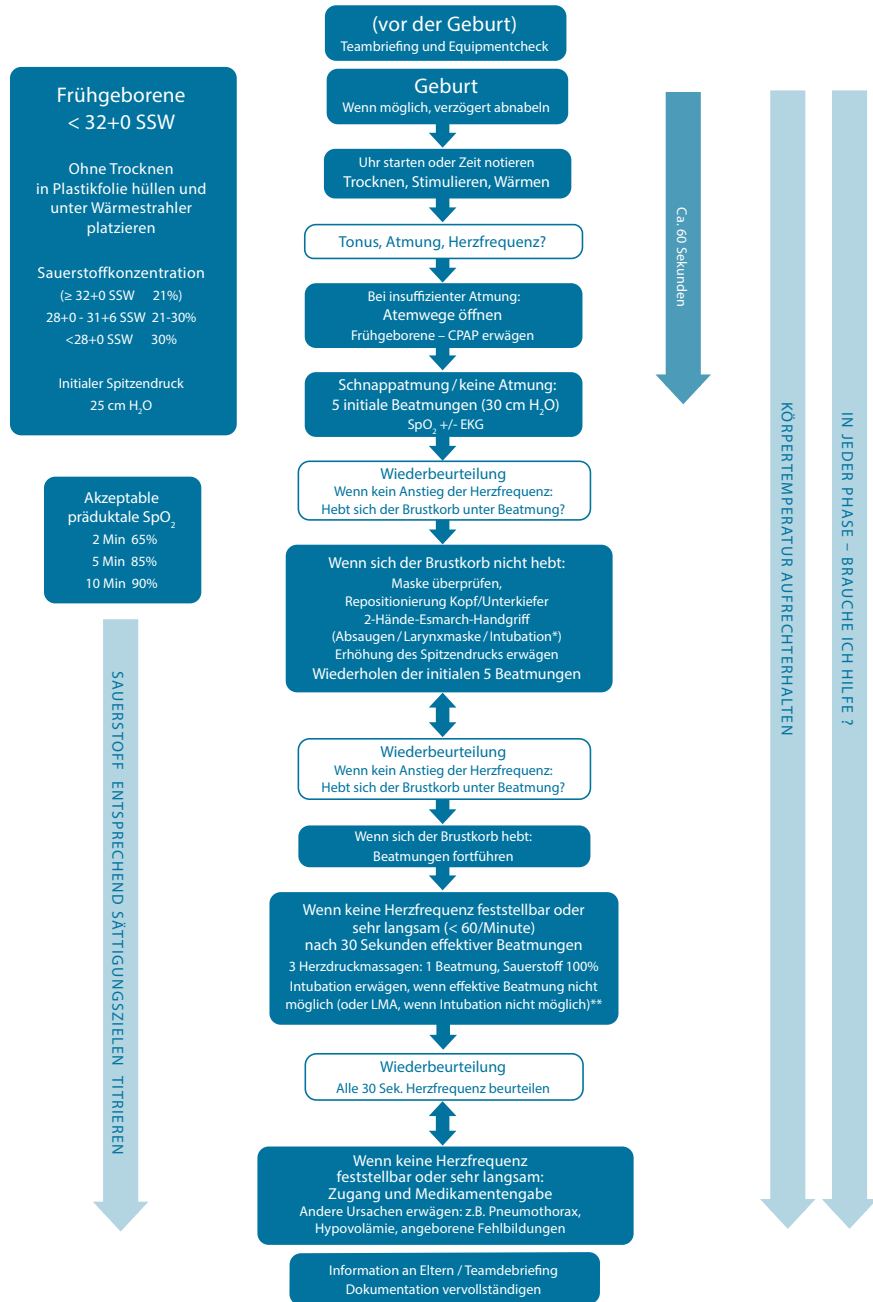 (vor der Geburt)
Teambriefing und Equipmentcheck
Geburt
Wenn möglich, verzögert abnabeln
Uhr starten oder Zeit notieren
Trocknen, Stimulieren, Wärmen
Tonus, Atmung, Herzfrequenz?
Bei insuffizienter Atmung:
Atemwege öffnen
Frühgeborene – CPAP erwägen
Schnappatmung / keine Atmung:
5 initiale Beatmungen (30 cm H₂O)
SpO₂ +/- EKG
Wiederbeurteilung
Wenn kein Anstieg der Herzfrequenz:
Hebt sich der Brustkorb unter Beatmung?
Wenn sich der Brustkorb nicht hebt:
Maske überprüfen,
Repositionierung Kopf/Unterkiefer
2-Hände-Esmarch-Handgriff
(Absaugen / Larynxmaske / Intubation*)
Erhöhung des Spitzendrucks erwägen
Wiederholen der initialen 5 Beatmungen
Wiederbeurteilung
Wenn kein Anstieg der Herzfrequenz:
Hebt sich der Brustkorb unter Beatmung?
Wenn sich der Brustkorb hebt:
Beatmungen fortführen
Wenn keine Herzfrequenz feststellbar oder
sehr langsam (< 60/Minute)
nach 30 Sekunden effektiver Beatmungen
3 Herzdruckmassagen: 1 Beatmung, Sauerstoff 100%
Intubation erwägen, wenn effektive Beatmung nicht
möglich (oder LMA, wenn Intubation nicht möglich)**
Wiederbeurteilung
Alle 30 Sek. Herzfrequenz beurteilen
Wenn keine Herzfrequenz
feststellbar oder sehr langsam:
Zugang und Medikamentengabe
Andere Ursachen erwägen: z.B. Pneumothorax,
Hypovolämie, angeborene Fehlbildungen
Information an Eltern / Teamdebriefing
Dokumentation vervollständigen
Frühgeborene
< 32+0 SSW
Ohne Trocknen
in Plastikfolie hüllen und
unter Wärmestrahler
platzieren
Sauerstoffkonzentration
(≥ 32+0 SSW 21%)
28+0 - 31+6 SSW 21-30%
<28+0 SSW 30%
Initialer Spitzendruck
25 cm H₂O
Akzeptable
präduktale SpO₂
2 Min 65%
5 Min 85%
10 Min 90%
SAUERSTOFF ENTSPRECHEND SÄTTIGUNGSZIELEN TITRIEREN
Ca. 60 Sekunden
KÖRPERTEMPERATUR AUFRECHTERHALTEN
IN JEDER PHASE – BRAUCHE ICH HILFE ?